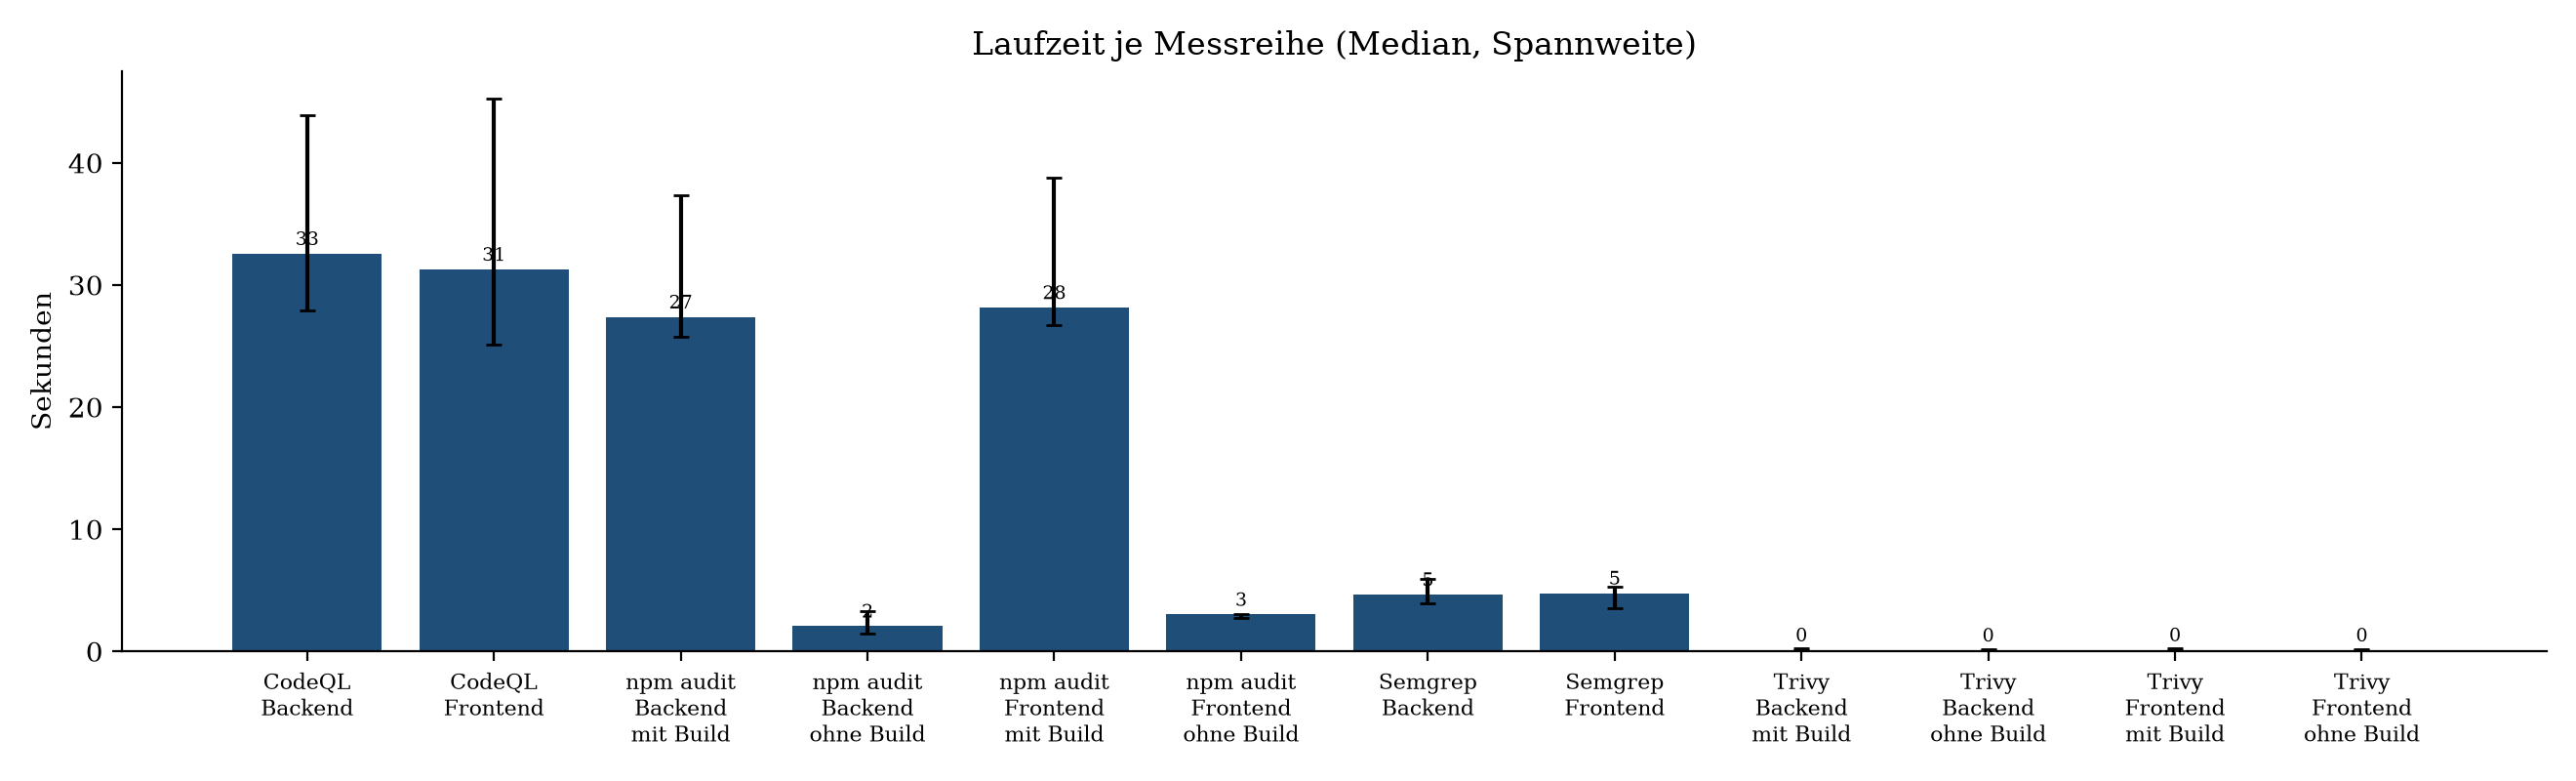 Laufzeit je Messreihe (Median, Spannweite)
Sekunden
40
30
20
10
0
33
31
27
2
28
3
5
5
0
0
0
0
CodeQL
Backend
CodeQL
Frontend
npm audit
Backend
mit Build
npm audit
Backend
ohne Build
npm audit
Frontend
mit Build
npm audit
Frontend
ohne Build
Semgrep
Backend
Semgrep
Frontend
Trivy
Backend
mit Build
Trivy
Backend
ohne Build
Trivy
Frontend
mit Build
Trivy
Frontend
ohne Build